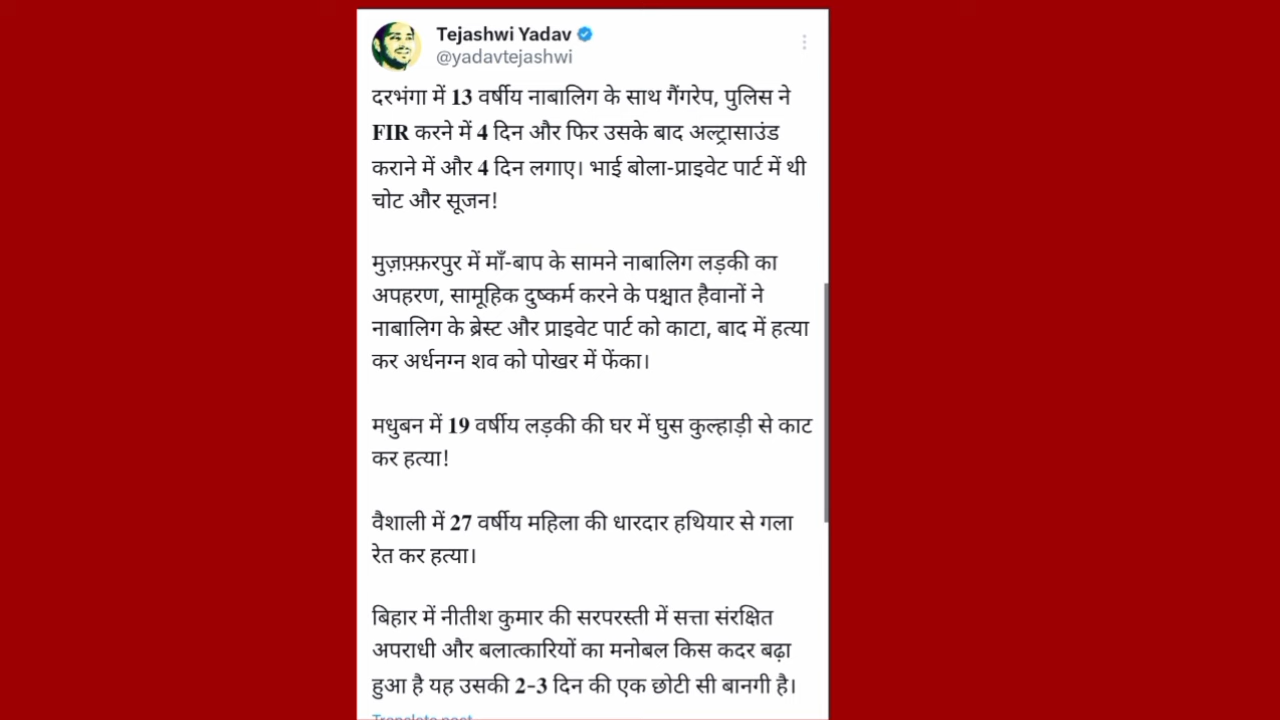 Tejashwi Yadav
@yadavtejashwi
दरभंगा में 13 वर्षीय नाबालिग के साथ गैंगरेप, पुलिस ने
FIR करने में 4 दिन और फिर उसके बाद अल्ट्रासाउंड
कराने में और 4 दिन लगाए। भाई बोला-प्राइवेट पार्ट में थी
चोट और सूजन!
मुज़फ़्फ़रपुर में माँ-बाप के सामने नाबालिग लड़की का
अपहरण, सामूहिक दुष्कर्म करने के पश्चात हैवानों ने
नाबालिग के ब्रेस्ट और प्राइवेट पार्ट को काटा, बाद में हत्या
कर अर्धनग्न शव को पोखर में फेंका।
मधुबन में 19 वर्षीय लड़की की घर में घुस कुल्हाड़ी से काट
कर हत्या!
वैशाली में 27 वर्षीय महिला की धारदार हथियार से गला
रेत कर हत्या।
बिहार में नीतीश कुमार की सरपरस्ती में सत्ता संरक्षित
अपराधी और बलात्कारियों का मनोबल किस कदर बढ़ा
हुआ है यह उसकी 2-3 दिन की एक छोटी सी बानगी है।
Translate post